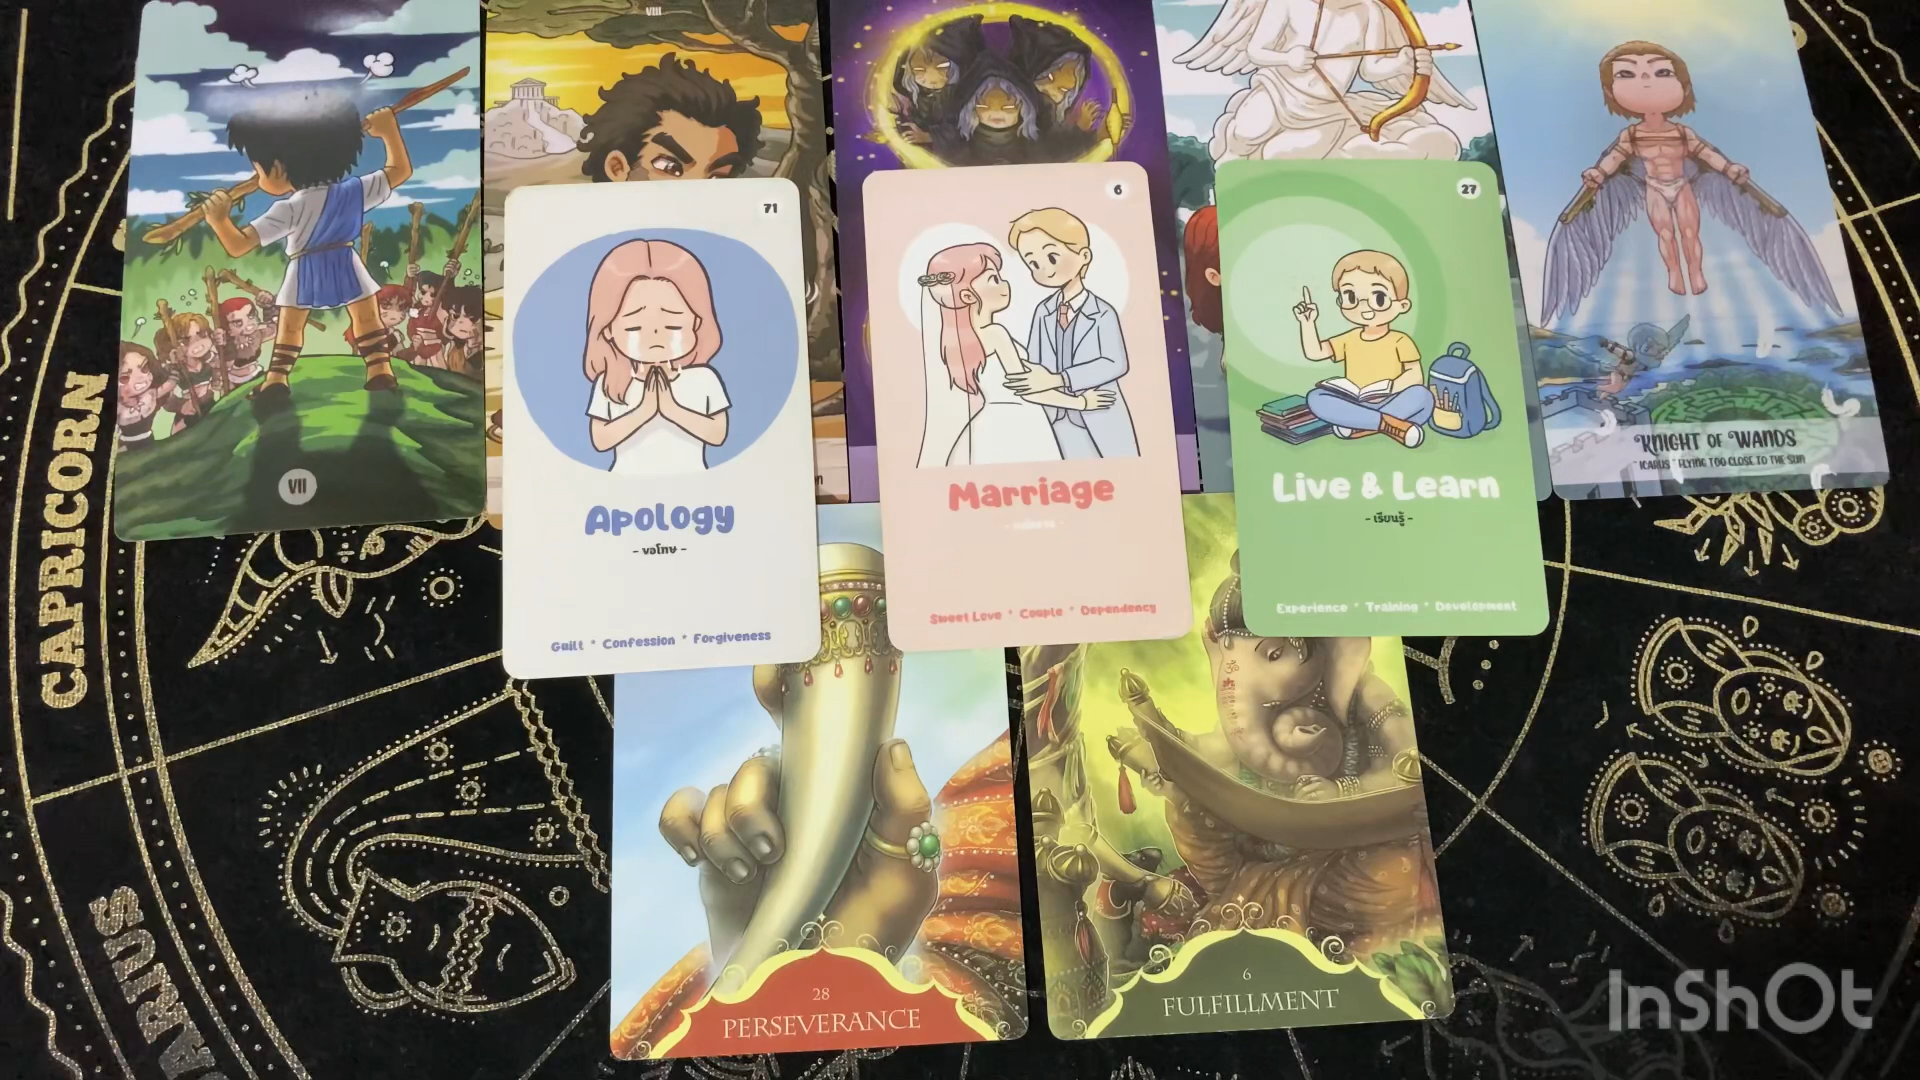 VIII
71
6
27
CAPRICORN
KNIGHT OF WANDS
"ICARUS" FLYING TOO CLOSE TO THE SUN
VII
Apology
- ขอโทษ -
Guilt * Confession * Forgiveness
Marriage
Sweet Love * Couple * Dependency
Live & Learn
- เรียนรู้ -
Experience * Training * Development
ARIUS
28
PERSEVERANCE
6
FULFILLMENT
InShOt